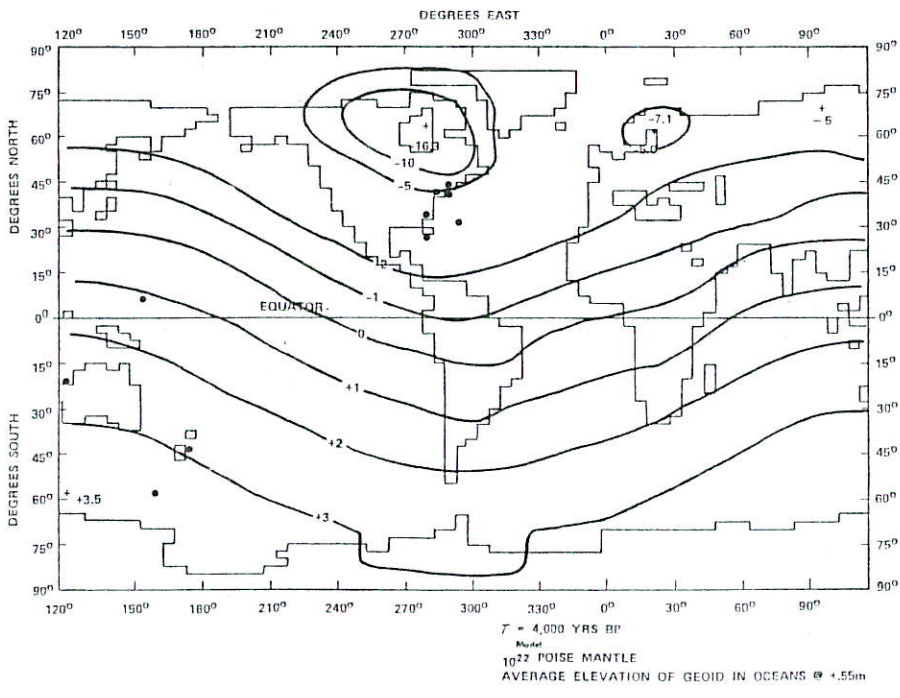 DEGREES EAST
120° 150° 180° 210° 240° 270° 300° 330° 0° 30° 60° 90°
90° 90°
75° 75°
-7.1
+ -5
+ -16.3
60° 60°
5.0
-10
-5
45° 45°
DEGREES NORTH
30° 30°
-2
15° 15°
-1
EQUATOR
0° 0°
0
15° 15°
+1
30° 30°
+2
45° 45°
DEGREES SOUTH
+ +3.5
60° 60°
+3
75° 75°
90° 90°
120° 150° 180° 210° 240° 270° 300° 330° 0° 30° 60° 90°
T = 4,000 YRS BP
Model
10²² POISE MANTLE
AVERAGE ELEVATION OF GEOID IN OCEANS @ +.55m